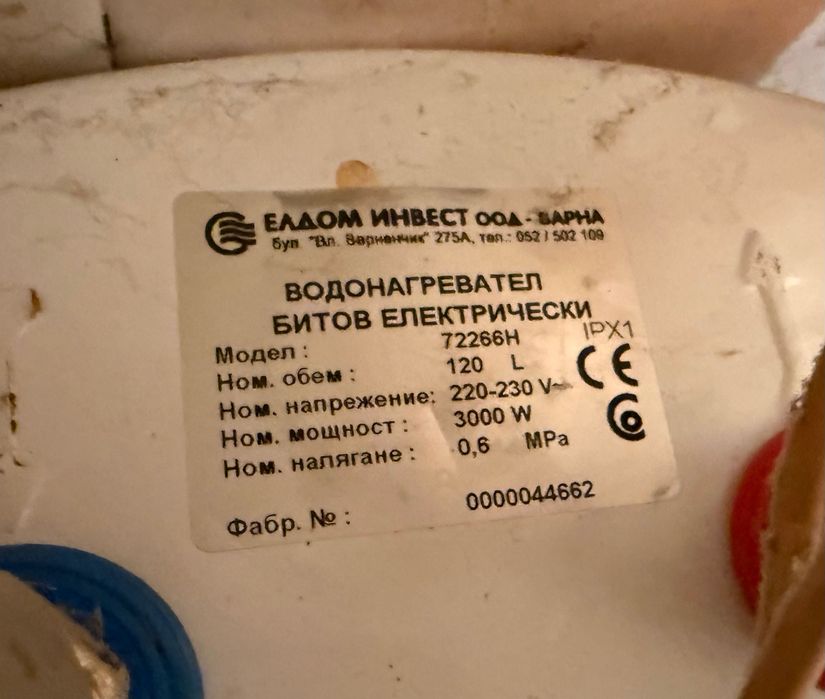 ЕЛДОМ ИНВЕСТ ООД - ВАРНА
бул "Вл. Варненчик" 275А, тел.: 052 / 502 109
ВОДОНАГРЕВАТЕЛ
БИТОВ ЕЛЕКТРИЧЕСКИ
IPX1
Модел : 72266H
Ном. обем : 120 L
CE
Ном. напрежение: 220-230 V~
Ном. мощност : 3000 W
Ном. налягане : 0,6 MPa
Фабр. № : 0000044662